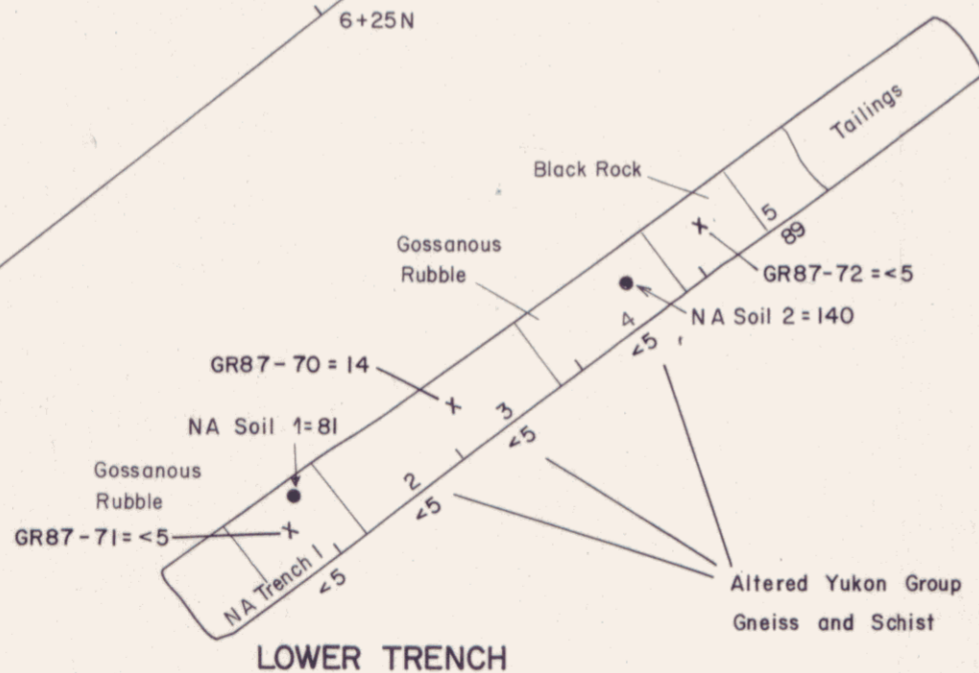 6+25N
Tailings
Black Rock
5
89
Gossanous
Rubble
GR87-72 =<5
NA Soil 2 = 140
4
<5
GR87-70 = 14
3
<5
NA Soil 1=81
2
<5
Gossanous
Rubble
GR87-71= <5
NA Trench 1
<5
Altered Yukon Group
Gneiss and Schist
LOWER TRENCH